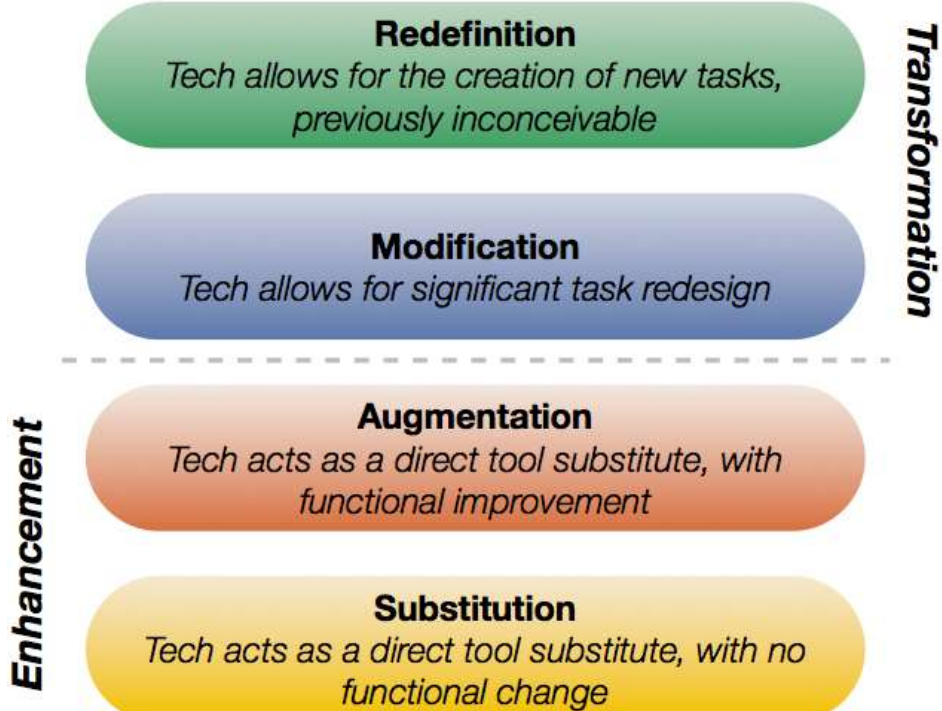 Redefinition
Tech allows for the creation of new tasks,
previously inconceivable
Transformation
Modification
Tech allows for significant task redesign
Augmentation
Tech acts as a direct tool substitute, with
functional improvement
Enhancement
Substitution
Tech acts as a direct tool substitute, with no
functional change